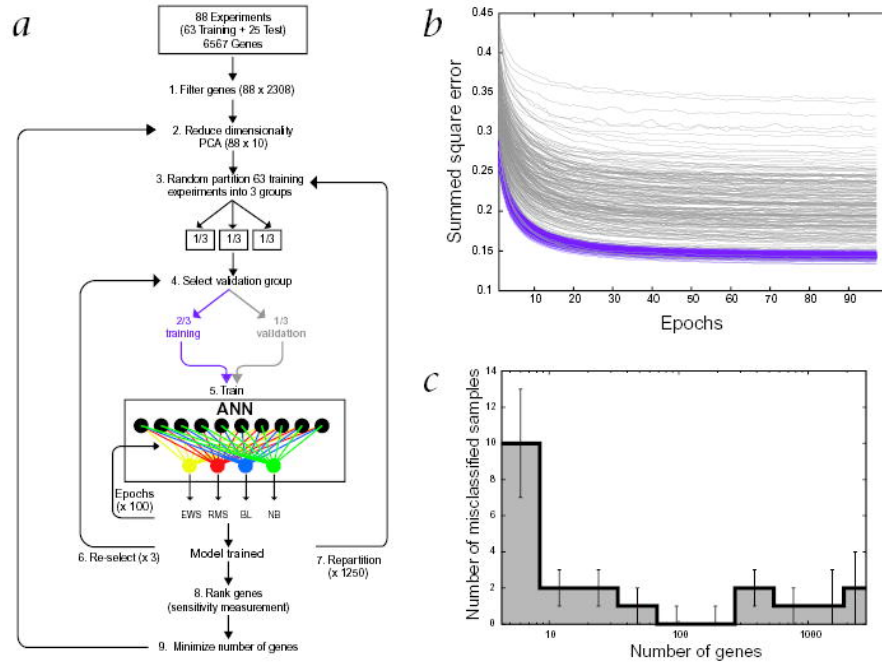 a
88 Experiments
(63 Training + 25 Test)
6567 Genes
1. Filter genes (88 x 2308)
2. Reduce dimensionality
PCA (88 x 10)
3. Random partition 63 training
experiments into 3 groups
1/3 1/3 1/3
4. Select validation group
2/3 1/3
training validation
5. Train
ANN
Epochs
(x 100)
EWS RMS BL NB
6. Re-select (x 3)
Model trained
7. Repartition
(x 1250)
8. Rank genes
(sensitivity measurement)
9. Minimize number of genes
b
Summed square error
0.45
0.4
0.35
0.3
0.25
0.2
0.15
0.1
10 20 30 40 50 60 70 80 90
Epochs
c
Number of misclassified samples
14
12
10
8
6
4
2
0
10 100 1000
Number of genes